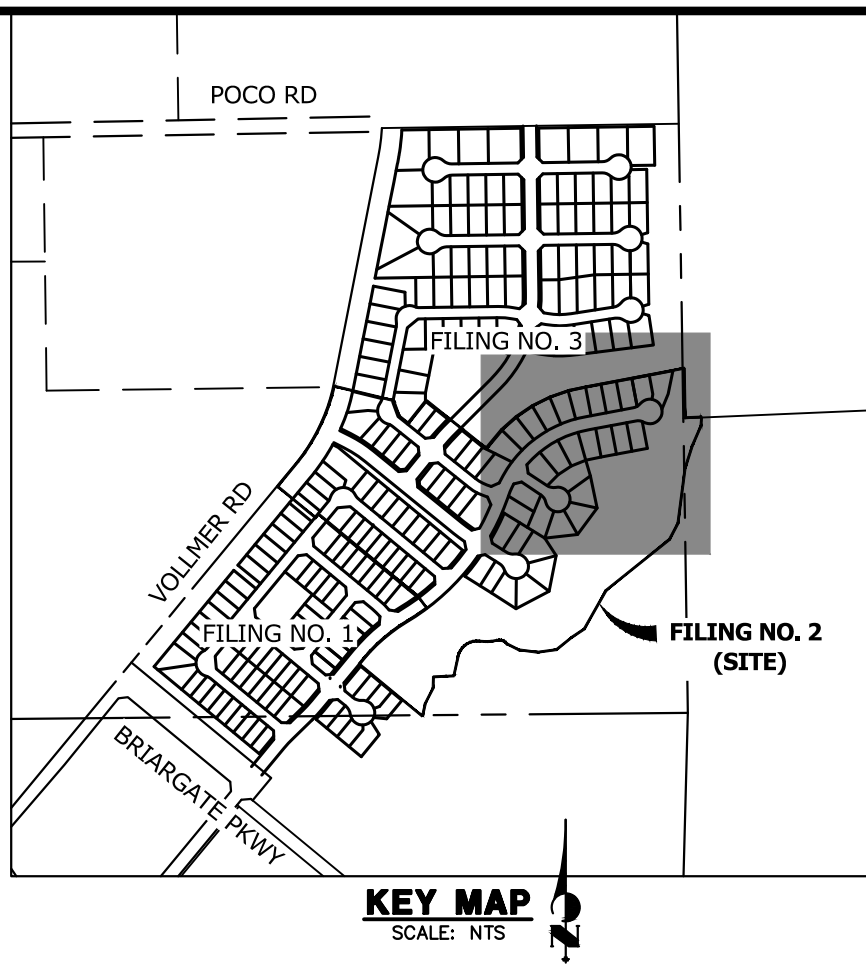 POCO RD
FILING NO. 3
VOLLMER RD
FILING NO. 1
FILING NO. 2
(SITE)
BRIARGATE PKWY
KEY MAP
SCALE: NTS
N